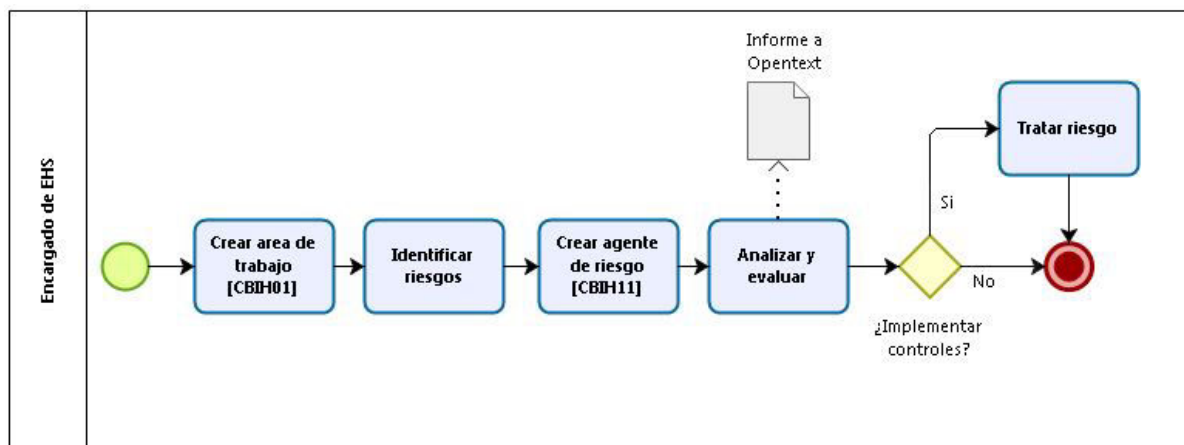 Encargado de EHS
Crear area de
trabajo
[CBIH01]
Identificar
riesgos
Crear agente
de riesgo
[CBIH11]
Informe a
Opentext
Analizar y
evaluar
¿Implementar
controles?
Si
No
Tratar riesgo